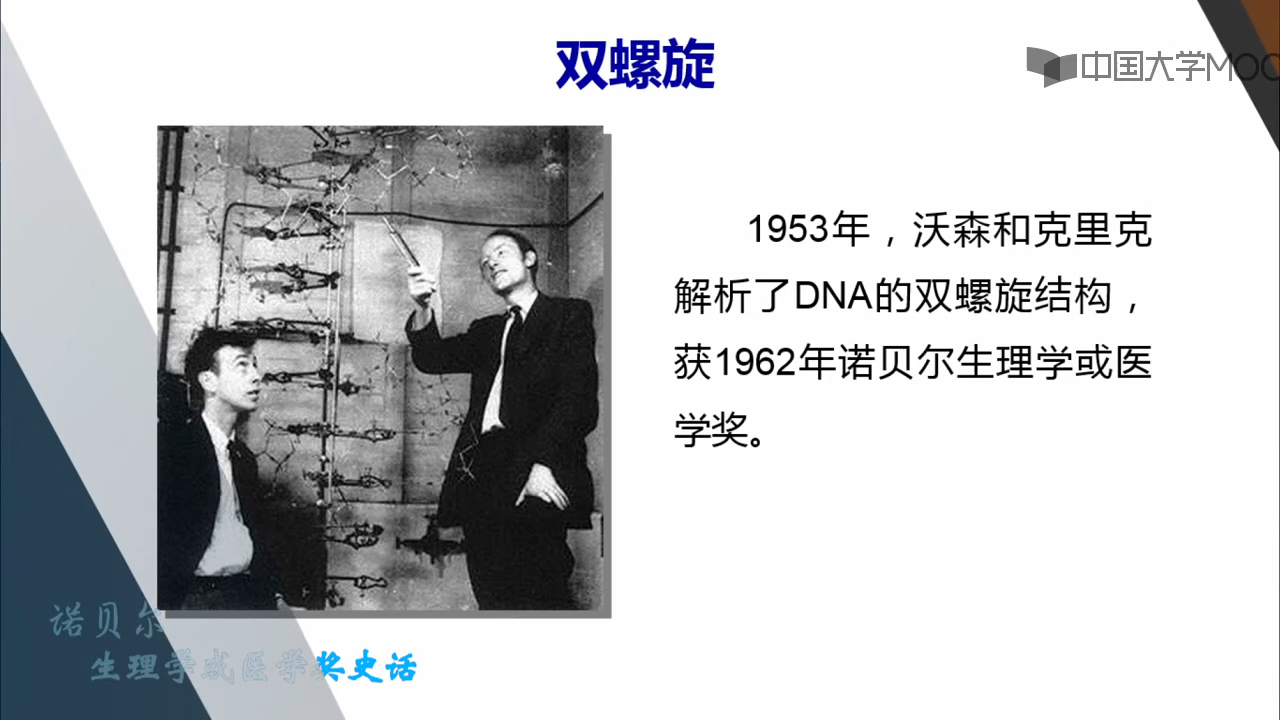 双螺旋
中国大学MOO
1953年，沃森和克里克
解析了DNA的双螺旋结构，
获1962年诺贝尔生理学或医
学奖。
诺贝尔
生理学或医学奖史话